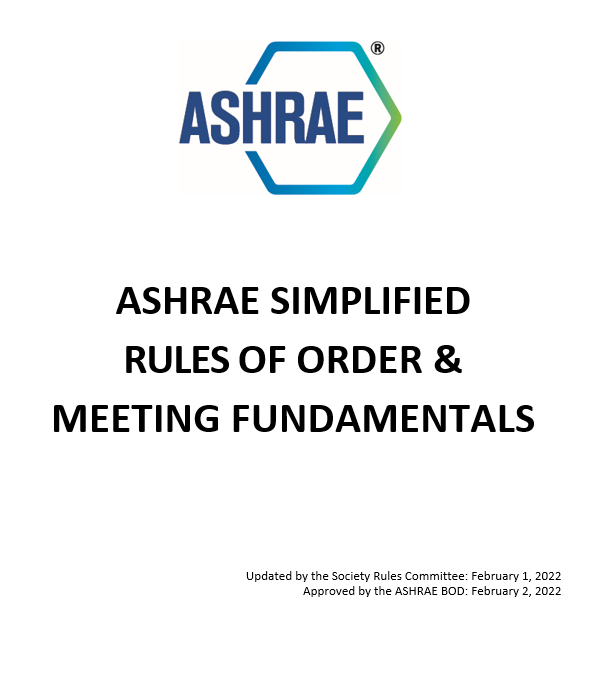 ASHRAE®
ASHRAE SIMPLIFIED
RULES OF ORDER &
MEETING FUNDAMENTALS
Updated by the Society Rules Committee: February 1, 2022
Approved by the ASHRAE BOD: February 2, 2022